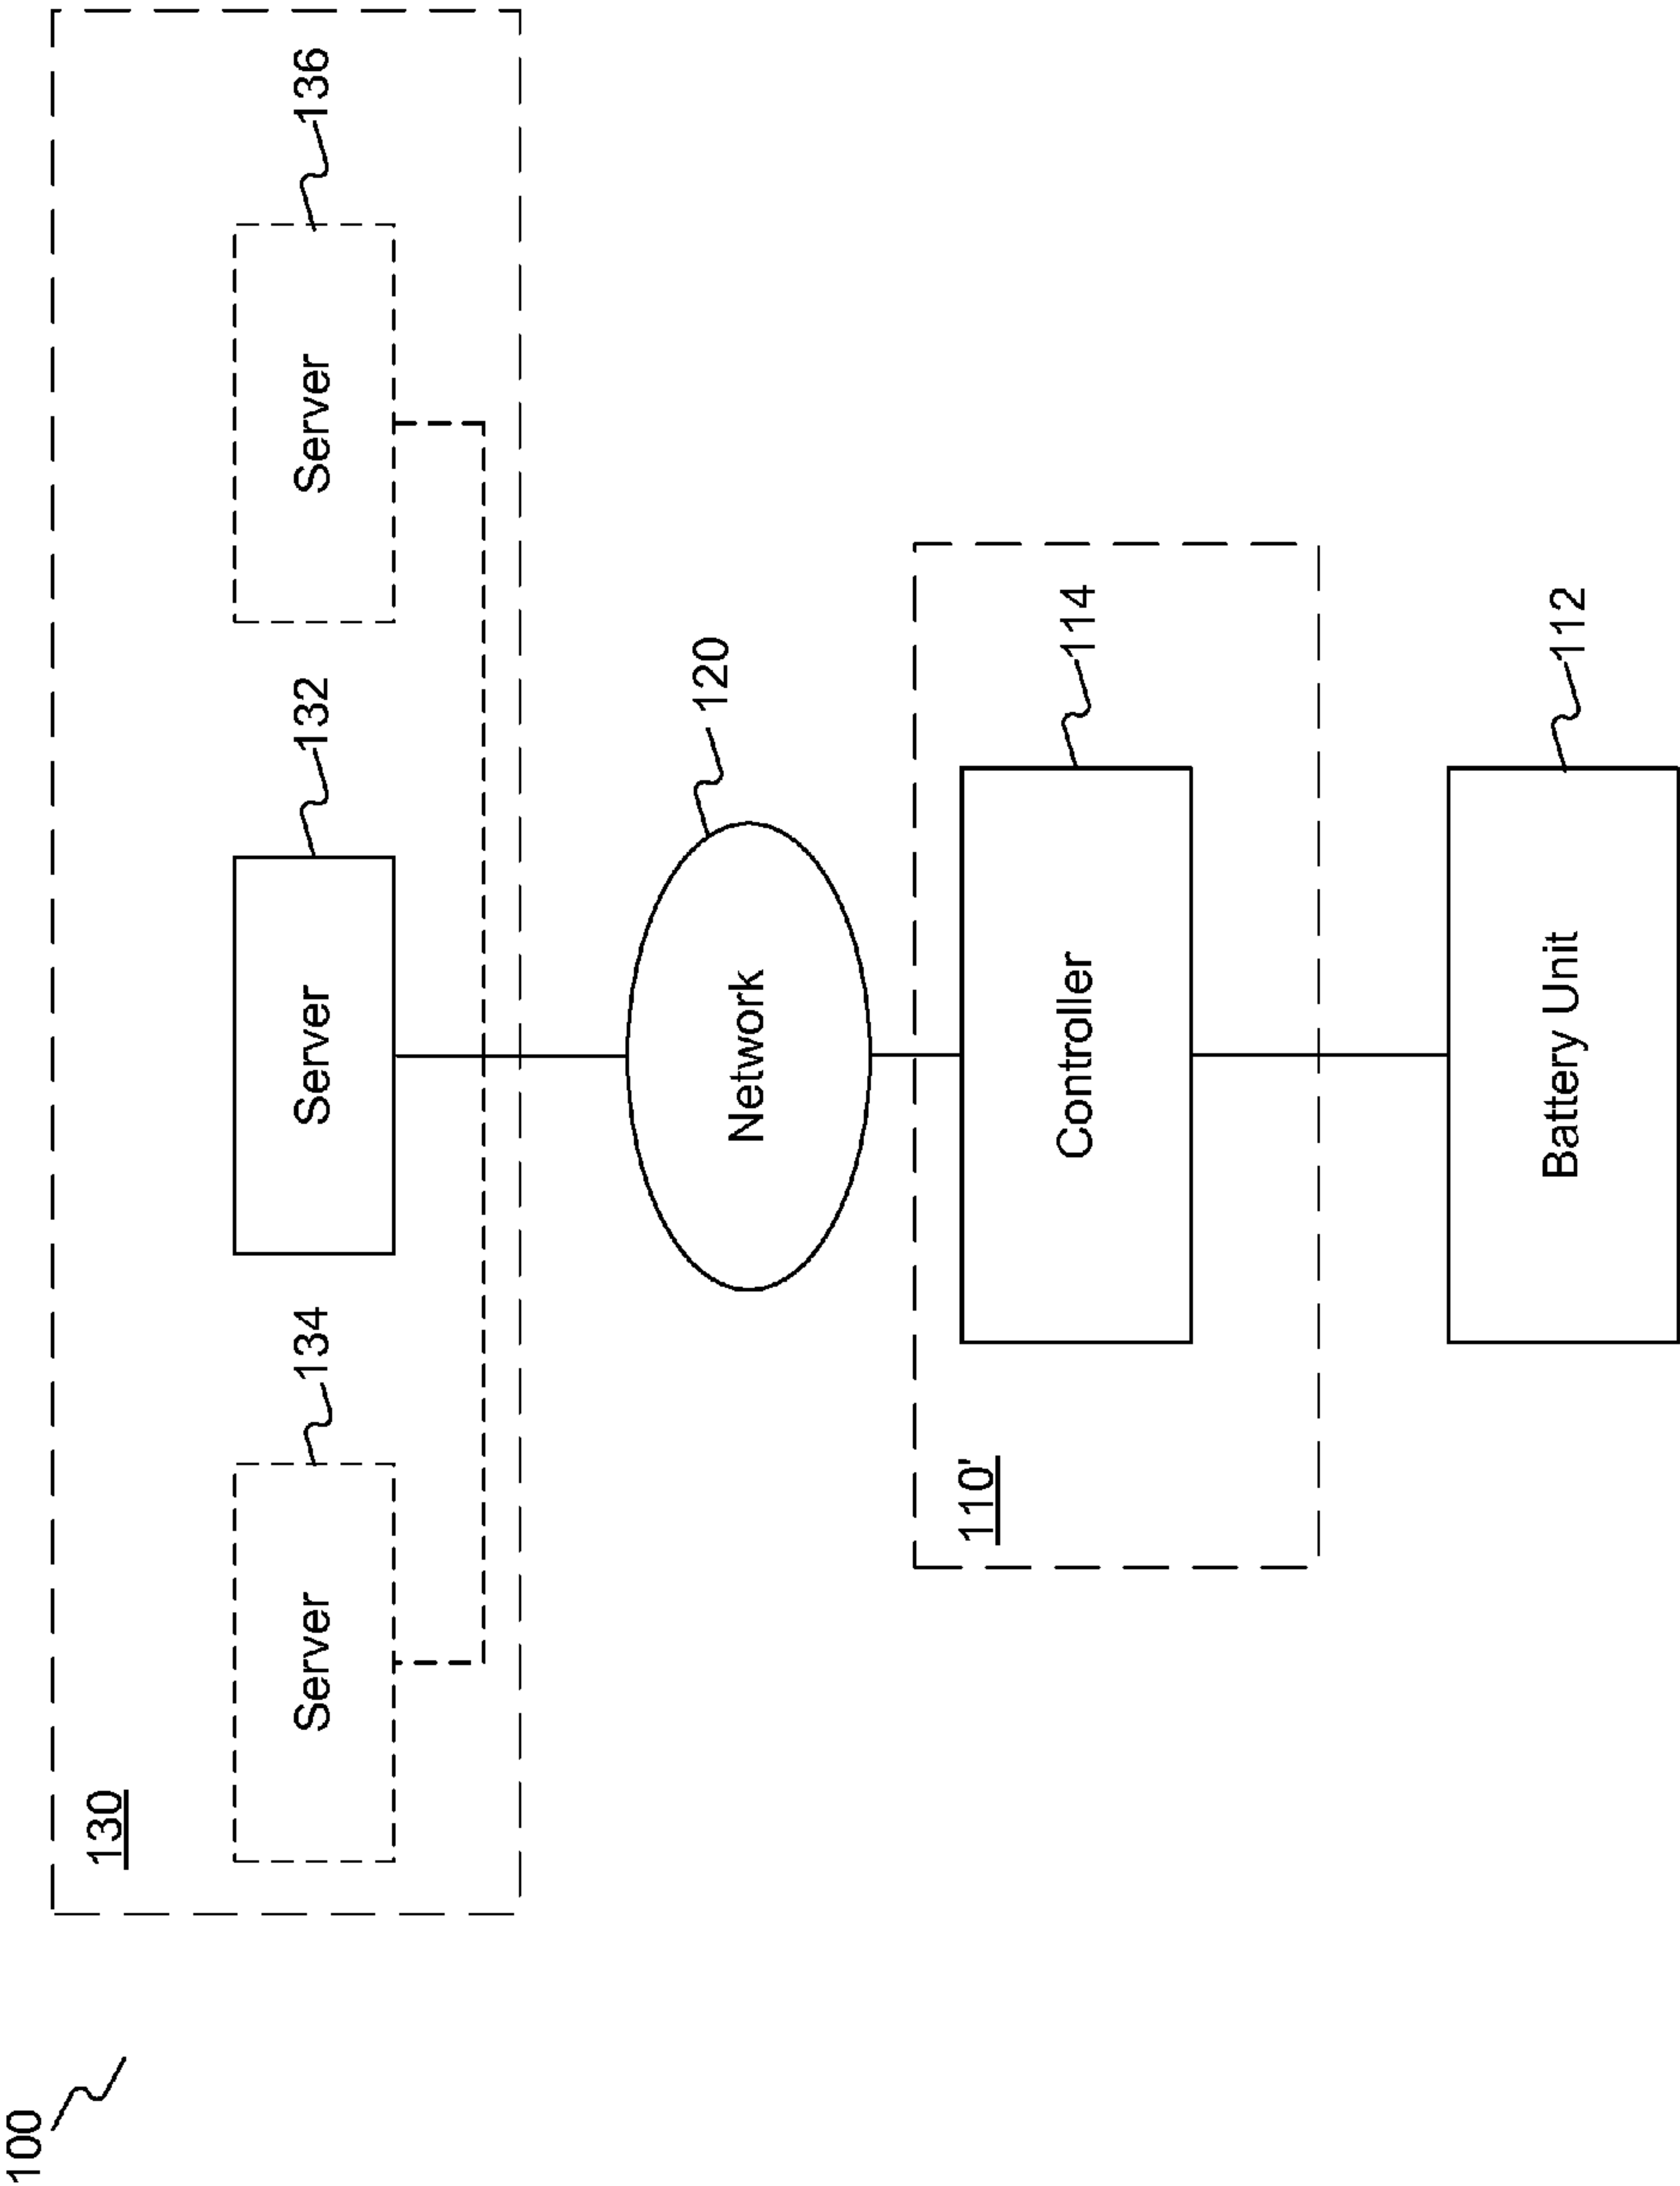 100
130
134
132
136
Server
Server
Server
120
Network
110'
114
Controller
112
Battery Unit